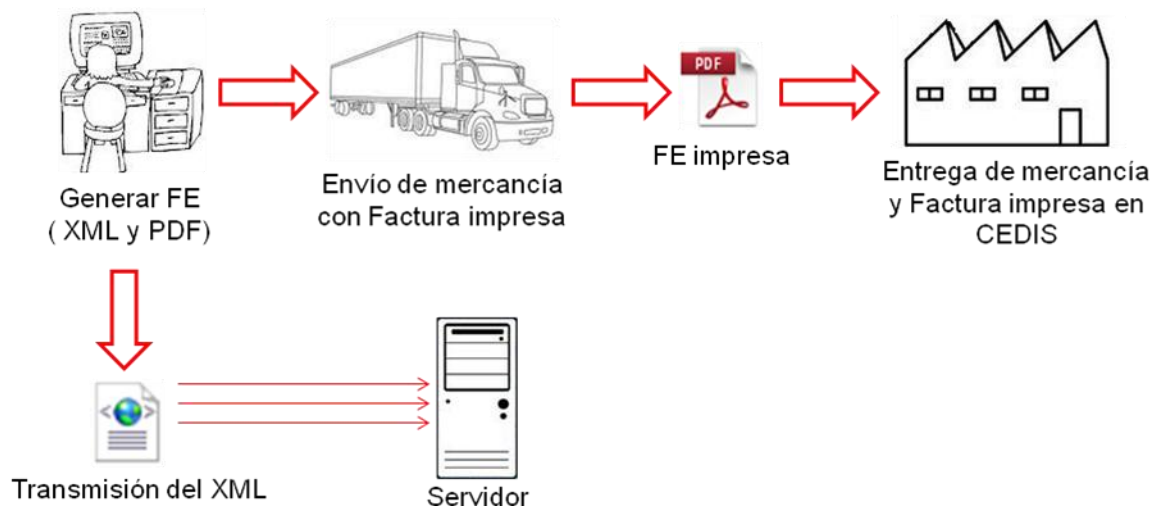 Generar FE
( XML y PDF)
Envío de mercancía
con Factura impresa
PDF
FE impresa
Entrega de mercancía
y Factura impresa en
CEDIS
Transmisión del XML
Servidor